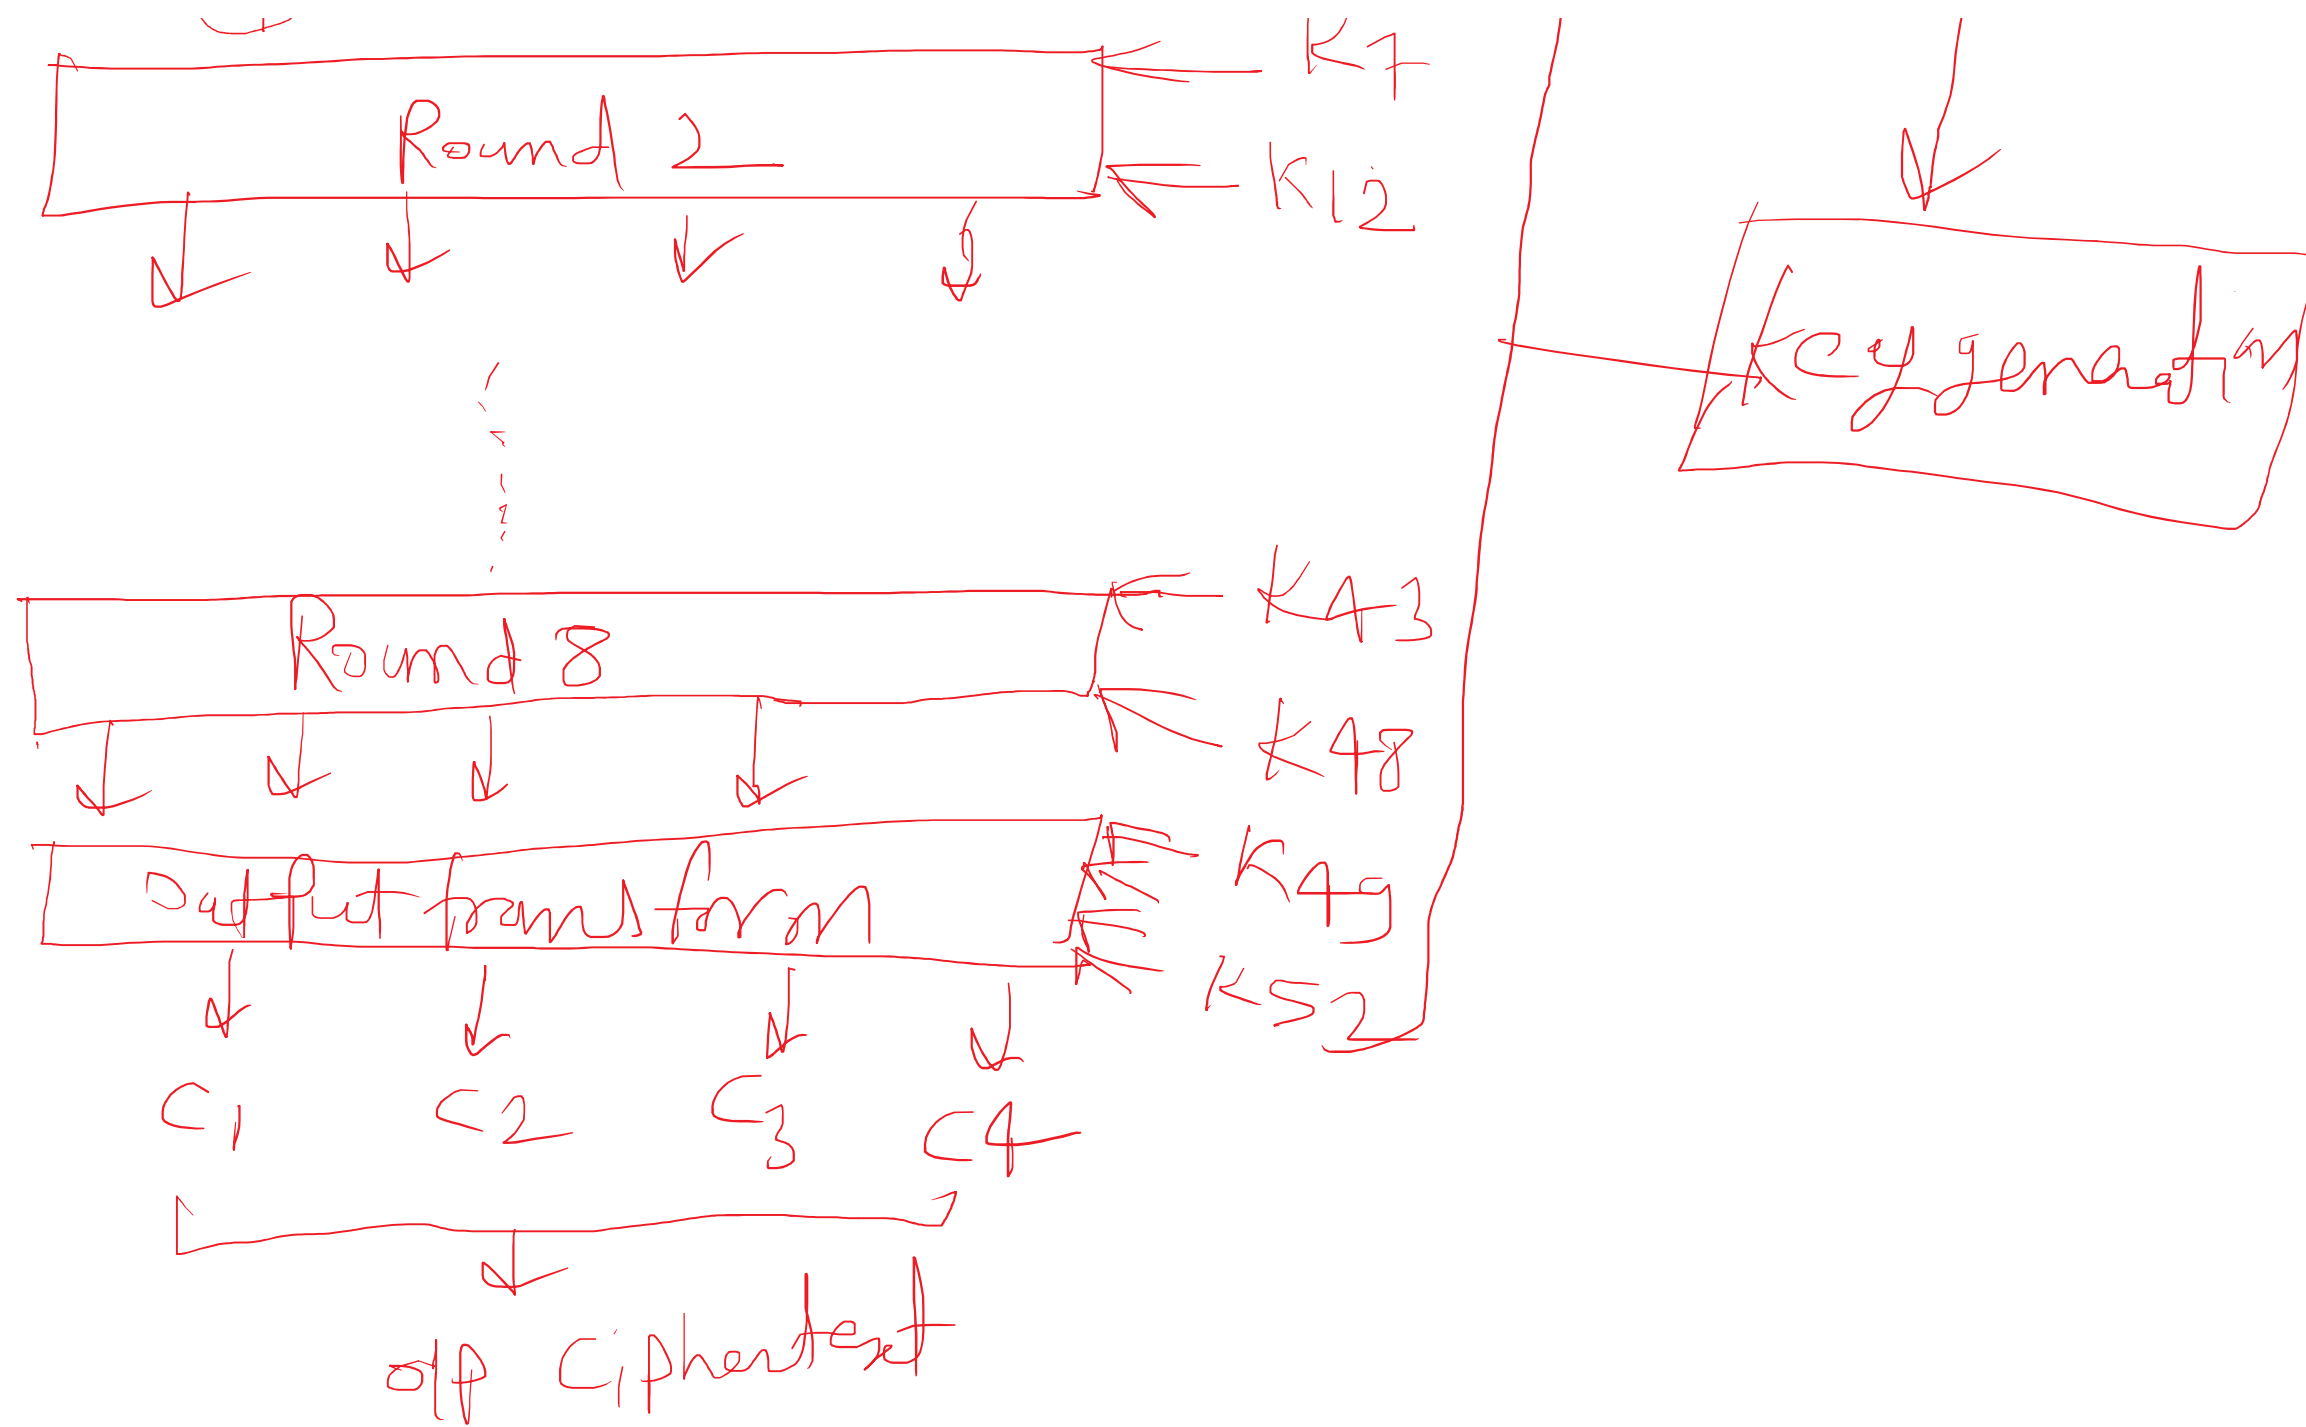 K7
Round 2
K12
Key generation
K43
Round 8
K48
K49
Output transform
K52
C1 C2 C3 C4
o/p Ciphertext